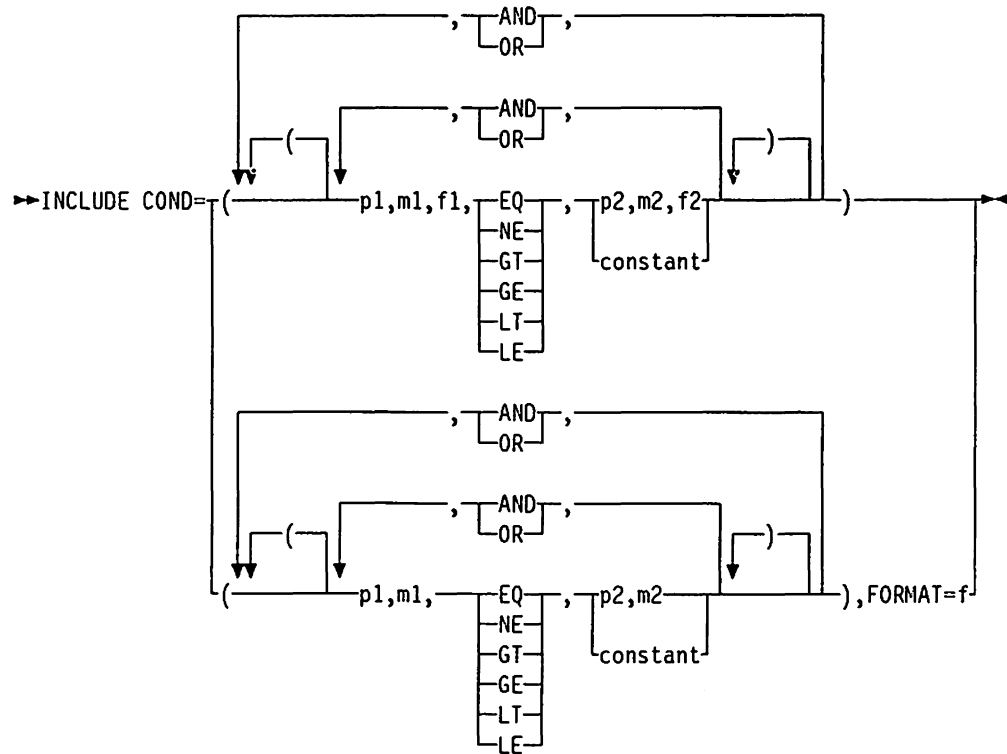 , AND ,
OR
, AND ,
OR
( )
INCLUDE COND= ( p1,m1,f1, EQ , p2,m2,f2 )
NE
GT constant
GE
LT
LE
, AND ,
OR
, AND ,
OR
( )
( p1,m1, EQ , p2,m2 ),FORMAT=f
NE
GT constant
GE
LT
LE